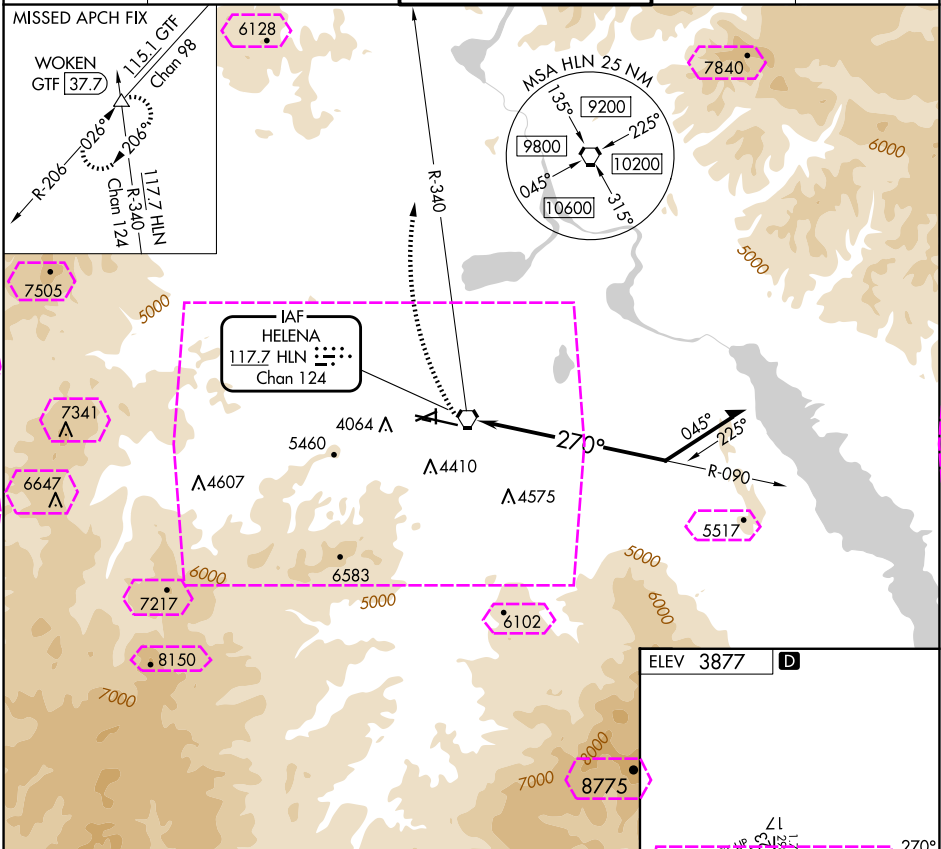 MISSED APCH FIX
WOKEN
GTF 37.7
115.1 GTF
Chan 98
026°
206°
R-206
117.7 HLN
R-340
Chan 124
6128
7840
MSA HLN 25 NM
135°
9200
225°
9800
10200
045°
10600
315°
6000
R-340
5000
7505
5000
IAF
HELENA
117.7 HLN
Chan 124
7341
4064
5460
4410
270°
045°
225°
R-090
6647
4607
4575
5517
5000
6583
6000
7217
5000
6000
6102
8150
7000
ELEV 3877 D
8000
7000
8775
17
270°